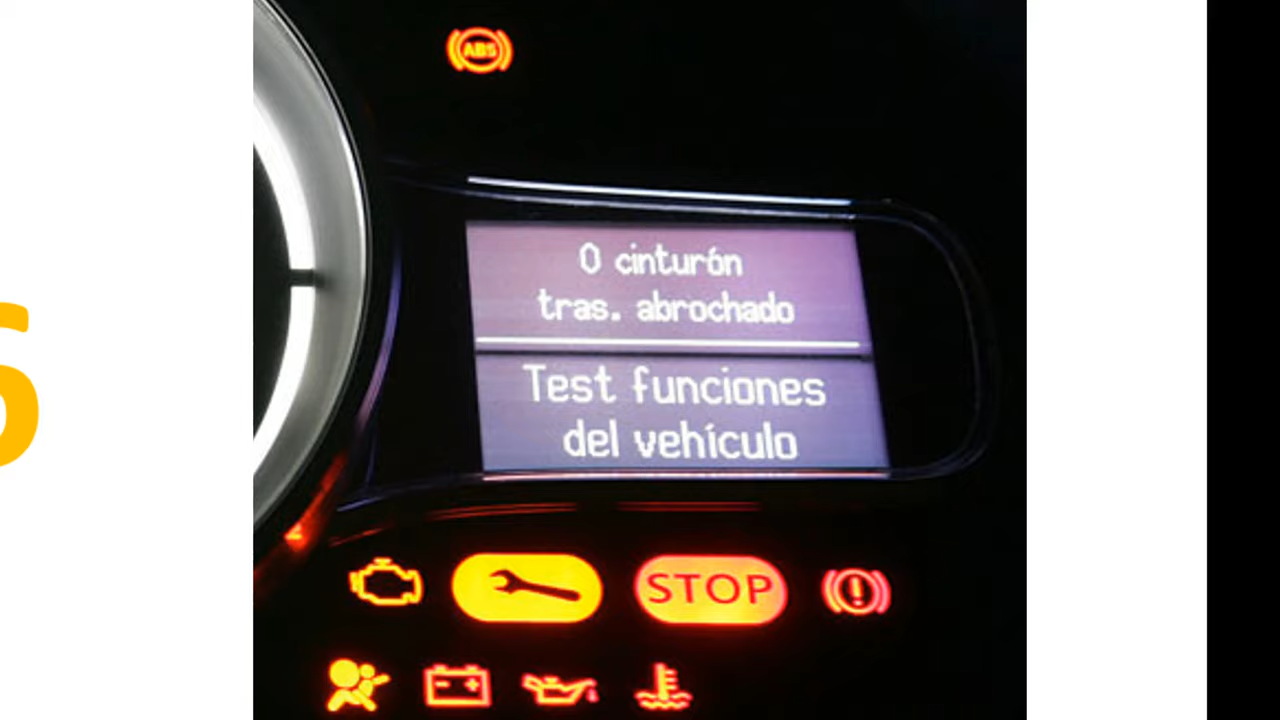 ABS
0 cinturón
tras. abrochado
Test funciones
del vehículo
STOP